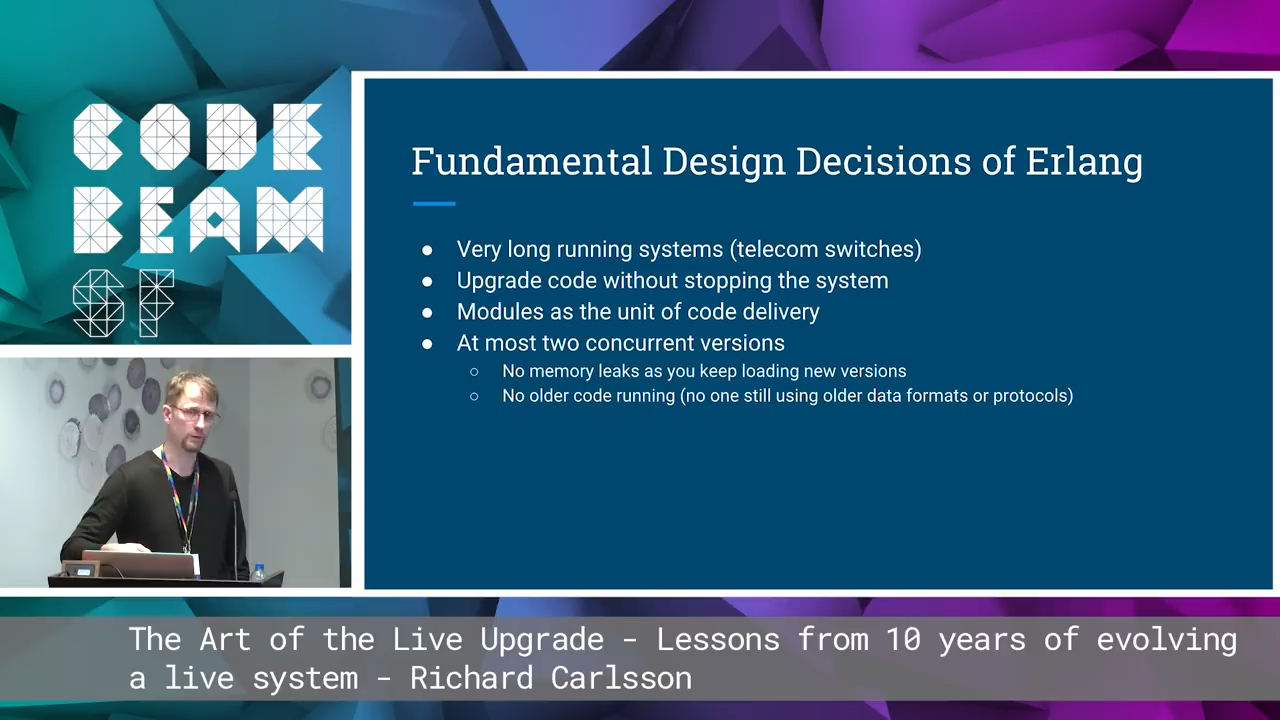 CODE
BEAM
SF
Fundamental Design Decisions of Erlang
● Very long running systems (telecom switches)
● Upgrade code without stopping the system
● Modules as the unit of code delivery
● At most two concurrent versions
○ No memory leaks as you keep loading new versions
○ No older code running (no one still using older data formats or protocols)
The Art of the Live Upgrade - Lessons from 10 years of evolving
a live system - Richard Carlsson